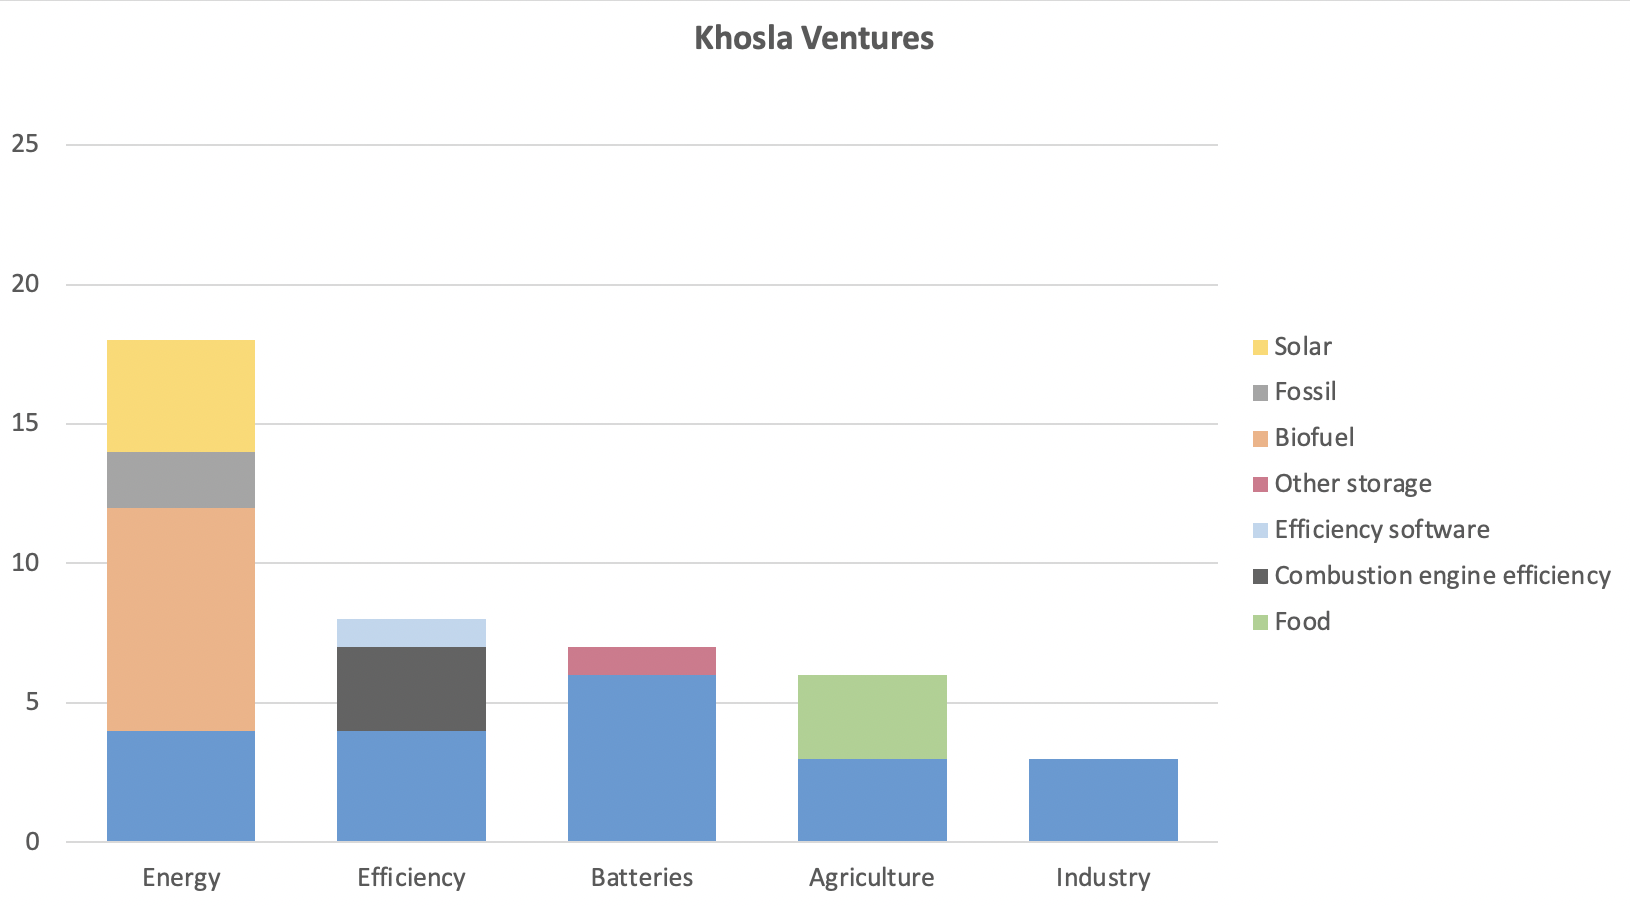 Khosla Ventures
25
20
15
10
5
0
Energy
Efficiency
Batteries
Agriculture
Industry
Solar
Fossil
Biofuel
Other storage
Efficiency software
Combustion engine efficiency
Food